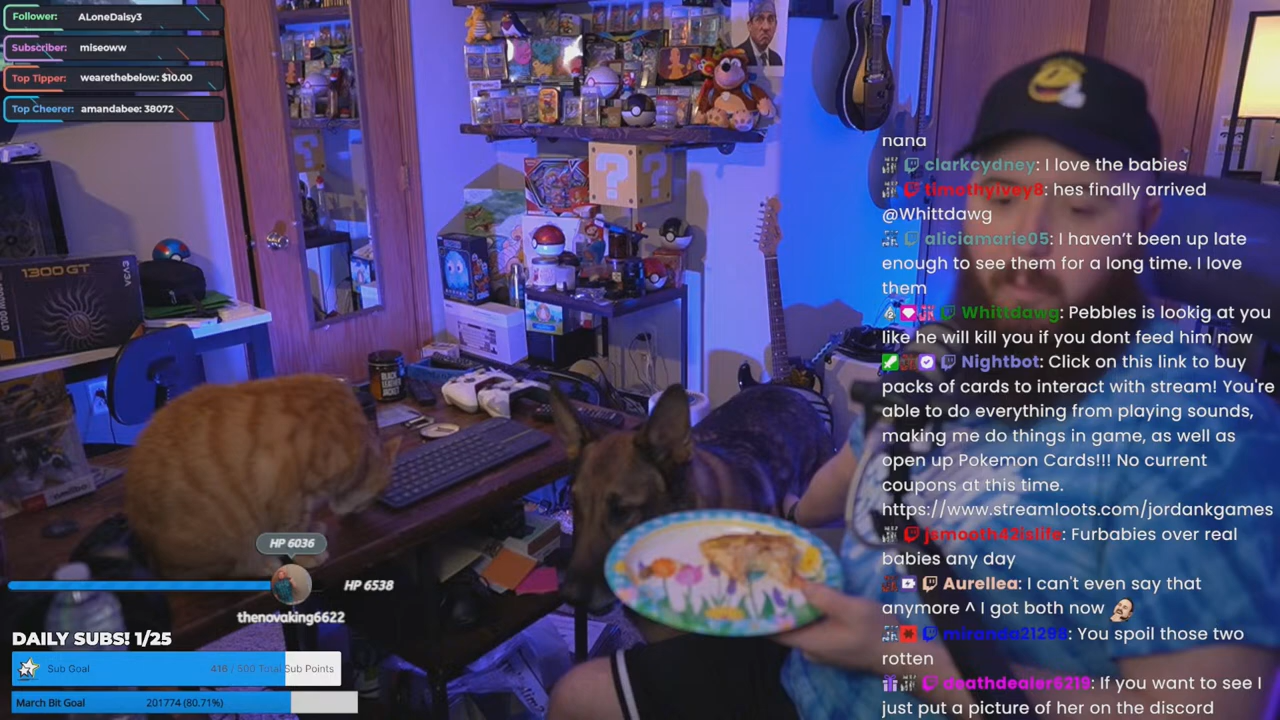 Follower: ALoneDaisy3
Subscriber: miseoww
Top Tipper: wearethebelow: $10.00
Top Cheerer: amandabee: 38072
1300 GT
EVGA
BLACK LEATHER JACKET
HP 6036
HP 6538
thenovaking6622
DAILY SUBS! 1/25
Sub Goal
416 / 500 Total Sub Points
March Bit Goal 201774 (80.71%)
nana
clarkcydney: I love the babies
timothyivey8: hes finally arrived
@Whittdawg
aliciamarie05: I haven't been up late
enough to see them for a long time. I love
them
Whittdawg: Pebbles is lookig at you
like he will kill you if you dont feed him now
Nightbot: Click on this link to buy
packs of cards to interact with stream! You're
able to do everything from playing sounds,
making me do things in game, as well as
open up Pokemon Cards!!! No current
coupons at this time.
https://www.streamloots.com/jordankgames
jsmooth42islife: Furbabies over real
babies any day
Aurellea: I can't even say that
anymore ^ I got both now
miranda21298: You spoil those two
rotten
deathdealer6219: If you want to see I
just put a picture of her on the discord